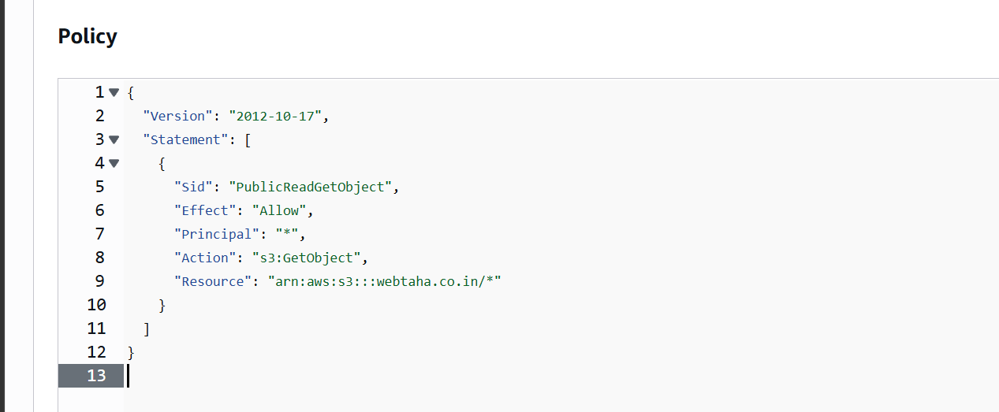 Policy
1 {
2 "Version": "2012-10-17",
3 "Statement": [
4 {
5 "Sid": "PublicReadGetObject",
6 "Effect": "Allow",
7 "Principal": "*",
8 "Action": "s3:GetObject",
9 "Resource": "arn:aws:s3:::webtaha.co.in/*"
10 }
11 ]
12 }
13